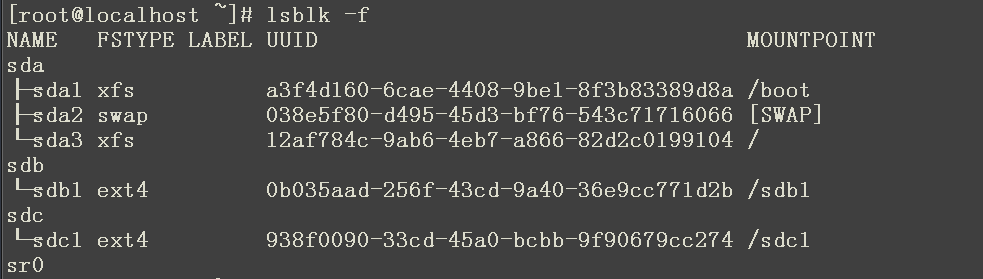 [root@localhost ~]# lsblk -f
NAME   FSTYPE LABEL UUID                                 MOUNTPOINT
sda
├─sda1 xfs          a3f4d160-6cae-4408-9be1-8f3b83389d8a /boot
├─sda2 swap         038e5f80-d495-45d3-bf76-543c71716066 [SWAP]
└─sda3 xfs          12af784c-9ab6-4eb7-a866-82d2c0199104 /
sdb
└─sdb1 ext4         0b035aad-256f-43cd-9a40-36e9cc771d2b /sdb1
sdc
└─sdc1 ext4         938f0090-33cd-45a0-bcbb-9f90679cc274 /sdc1
sr0